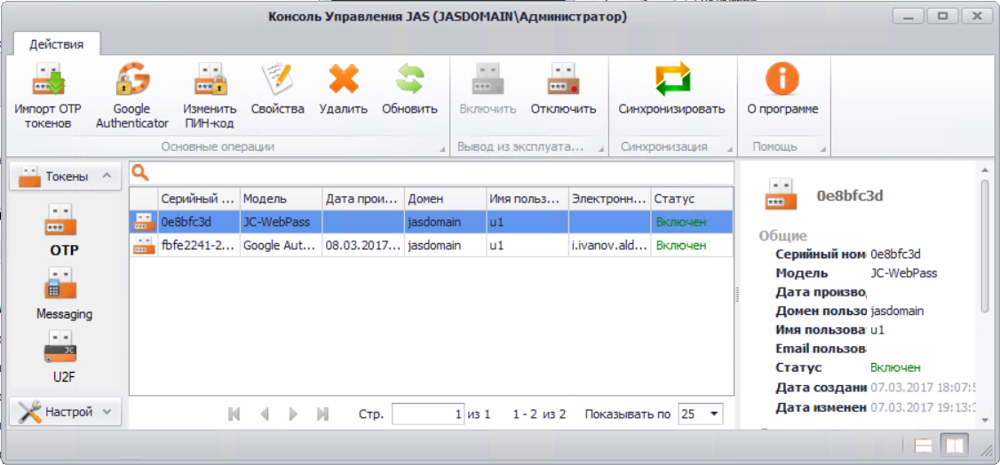 Консоль Управления JAS (JASDOMAIN\Администратор)
Действия
Импорт OTP токенов
Google Authenticator
Изменить ПИН-код
Свойства
Удалить
Обновить
Включить
Отключить
Синхронизировать
О программе
Основные операции
Вывод из эксплуата...
Синхронизация
Помощь
Токены
OTP
Messaging
U2F
Настрой
Серийный ... Модель Дата прои... Домен Имя польз... Электронн... Статус
0e8bfc3d JC-WebPass jasdomain u1 Включен
fbfe2241-2... Google Aut... 08.03.2017... jasdomain u1 i.ivanov.ald... Включен
Стр. 1 из 1 1 - 2 из 2 Показывать по 25
0e8bfc3d
Общие
Серийный ном 0e8bfc3d
Модель JC-WebPass
Дата произво,
Домен пользо jasdomain
Имя пользова u1
Email пользов
Статус Включен
Дата создани 07.03.2017 18:07:5
Дата изменен 07.03.2017 19:13:3